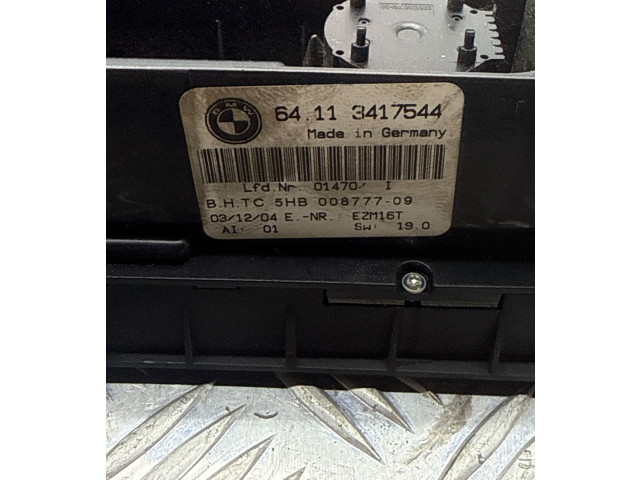 BMW
64.11 3417544
Made in Germany
Lfd.Nr. 01470/ I
B.H.TC 5HB 008777-09
03/12/04 E.-NR.: EZM16T
AI: 01 SW: 19.0